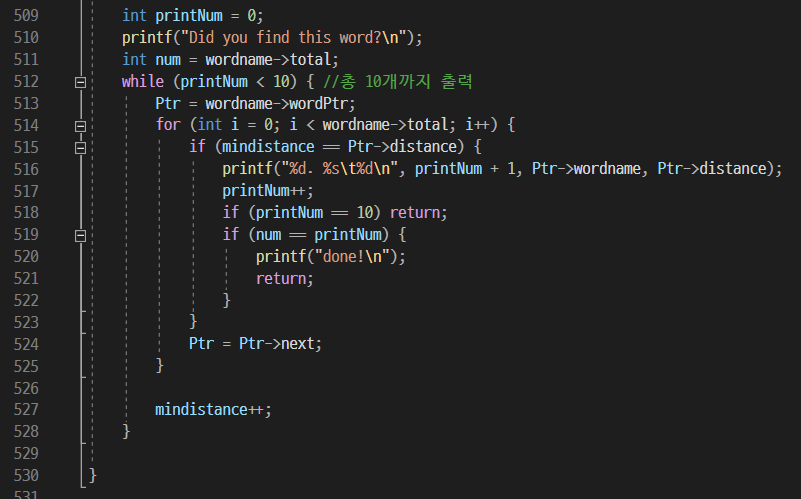 509 int printNum = 0;
510 printf("Did you find this word?\n");
511 int num = wordname->total;
512 while (printNum < 10) { //총 10개까지 출력
513 Ptr = wordname->wordPtr;
514 for (int i = 0; i < wordname->total; i++) {
515 if (mindistance == Ptr->distance) {
516 printf("%d. %s\t%d\n", printNum + 1, Ptr->wordname, Ptr->distance);
517 printNum++;
518 if (printNum == 10) return;
519 if (num == printNum) {
520 printf("done!\n");
521 return;
522 }
523 }
524 Ptr = Ptr->next;
525 }
526
527 mindistance++;
528 }
529
530 }
531